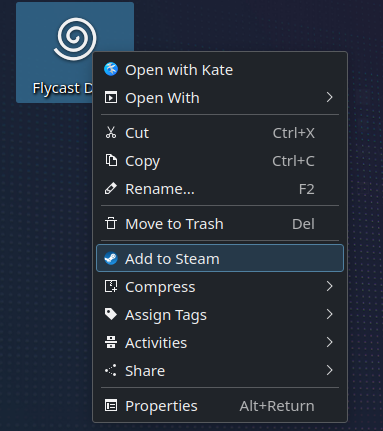 Flycast D
Open with Kate
Open With
Cut Ctrl+X
Copy Ctrl+C
Rename... F2
Move to Trash Del
Add to Steam
Compress
Assign Tags
Activities
Share
Properties Alt+Return